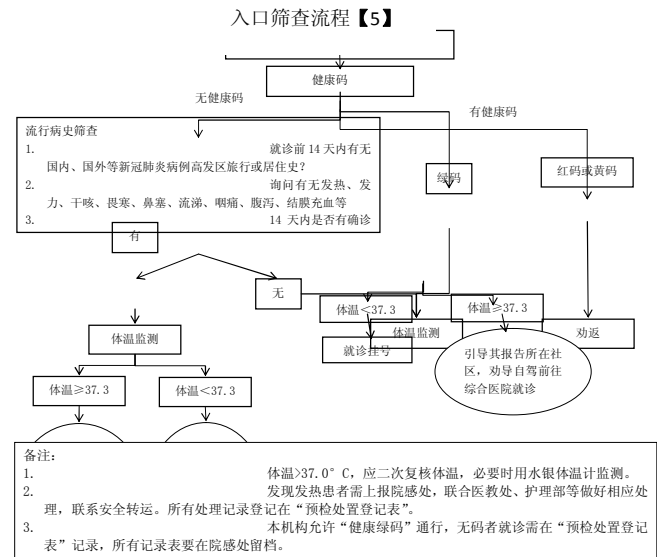 入口筛查流程【5】
健康码
无健康码
有健康码
流行病史筛查
1. 就诊前14天内有无
国内、国外等新冠肺炎病例高发区旅行或居住史？
2. 询问有无发热、发
力、干咳、畏寒、鼻塞、流涕、咽痛、腹泻、结膜充血等
3. 14天内是否有确诊
绿码
红码或黄码
有
无
体温＜37.3
体温≥37.3
体温监测
体温监测
劝返
就诊挂号
引导其报告所在社
区，劝导自驾前往
综合医院就诊
体温≥37.3
体温＜37.3
备注：
1. 体温>37.0°C，应二次复核体温，必要时用水银体温计监测。
2. 发现发热患者需上报院感处，联合医教处、护理部等做好相应处
理，联系安全转运。所有处理记录登记在“预检处置登记表”。
3. 本机构允许“健康绿码”通行，无码者就诊需在“预检处置登记
表”记录，所有记录表要在院感处留档。